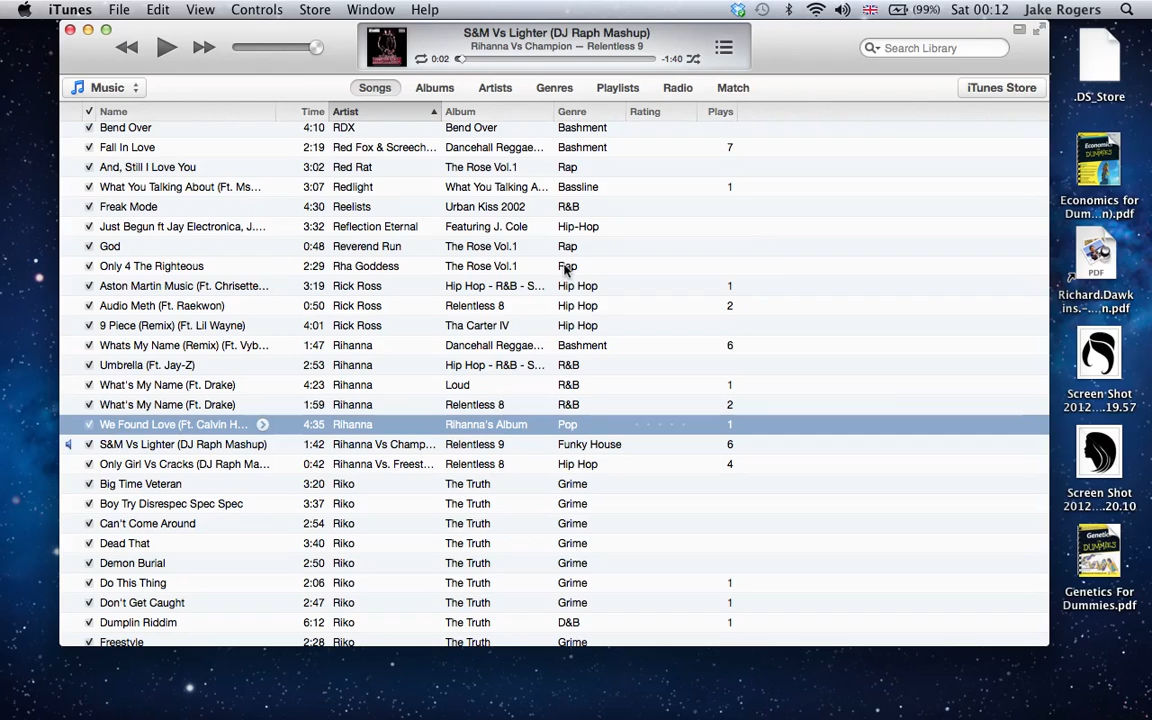 iTunes File Edit View Controls Store Window Help (99%) Sat 00:12 Jake Rogers
S&M Vs Lighter (DJ Raph Mashup)
Rihanna Vs Champion — Relentless 9
0:02 -1:40
Search Library
Music Songs Albums Artists Genres Playlists Radio Match iTunes Store
Name Time Artist Album Genre Rating Plays
Bend Over 4:10 RDX Bend Over Bashment
Fall In Love 2:19 Red Fox & Screech... Dancehall Reggae... Bashment 7
And, Still I Love You 3:02 Red Rat The Rose Vol.1 Rap
What You Talking About (Ft. Ms... 3:07 Redlight What You Talking A... Bassline 1
Freak Mode 4:30 Reelists Urban Kiss 2002 R&B
Just Begun ft Jay Electronica, J.... 3:32 Reflection Eternal Featuring J. Cole Hip-Hop
God 0:48 Reverend Run The Rose Vol.1 Rap
Only 4 The Righteous 2:29 Rha Goddess The Rose Vol.1 Rap
Aston Martin Music (Ft. Chrisette... 3:19 Rick Ross Hip Hop - R&B - S... Hip Hop 1
Audio Meth (Ft. Raekwon) 0:50 Rick Ross Relentless 8 Hip Hop 2
9 Piece (Remix) (Ft. Lil Wayne) 4:01 Rick Ross Tha Carter IV Hip Hop
Whats My Name (Remix) (Ft. Vyb... 1:47 Rihanna Dancehall Reggae... Bashment 6
Umbrella (Ft. Jay-Z) 2:53 Rihanna Hip Hop - R&B - S... R&B
What's My Name (Ft. Drake) 4:23 Rihanna Loud R&B 1
What's My Name (Ft. Drake) 1:59 Rihanna Relentless 8 R&B 2
We Found Love (Ft. Calvin H... 4:35 Rihanna Rihanna's Album Pop 1
S&M Vs Lighter (DJ Raph Mashup) 1:42 Rihanna Vs Champ... Relentless 9 Funky House 6
Only Girl Vs Cracks (DJ Raph Ma... 0:42 Rihanna Vs. Freest... Relentless 8 Hip Hop 4
Big Time Veteran 3:20 Riko The Truth Grime
Boy Try Disrespec Spec Spec 3:37 Riko The Truth Grime
Can't Come Around 2:54 Riko The Truth Grime
Dead That 3:40 Riko The Truth Grime
Demon Burial 2:50 Riko The Truth Grime
Do This Thing 2:06 Riko The Truth Grime 1
Don't Get Caught 2:47 Riko The Truth Grime 1
Dumplin Riddim 6:12 Riko The Truth D&B 1
Freestyle 2:28 Riko The Truth Grime
.DS_Store
Economics for
Dum...n).pdf
PDF
Richard.Dawk
ins.-...n.pdf
Screen Shot
2012....19.57
Screen Shot
2012....20.10
Genetics For
Dummies.pdf